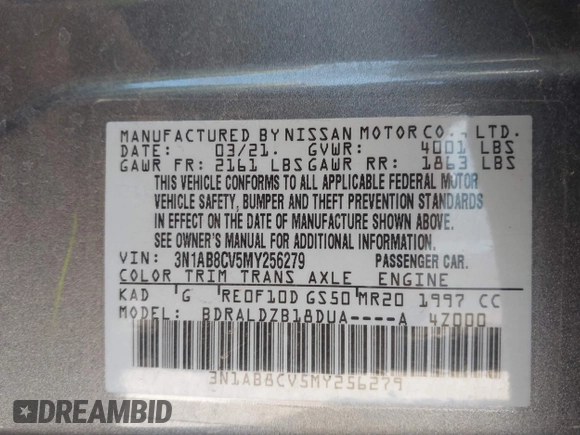 MANUFACTURED BY NISSAN MOTOR CO., LTD.
DATE: 03/21. GVWR: 4001 LBS
GAWR FR: 2161 LBS GAWR RR: 1863 LBS
THIS VEHICLE CONFORMS TO ALL APPLICABLE FEDERAL MOTOR
VEHICLE SAFETY, BUMPER AND THEFT PREVENTION STANDARDS
IN EFFECT ON THE DATE OF MANUFACTURE SHOWN ABOVE.
SEE OWNER'S MANUAL FOR ADDITIONAL INFORMATION.
VIN: 3N1AB8CV5MY256279 PASSENGER CAR.
COLOR TRIM TRANS AXLE ENGINE
KAD G RE0F10D GS50 MR20 1997 CC
MODEL: BDRALDZB18DUA----A 4Z000
3N1AB8CV5MY256279
DREAMBID